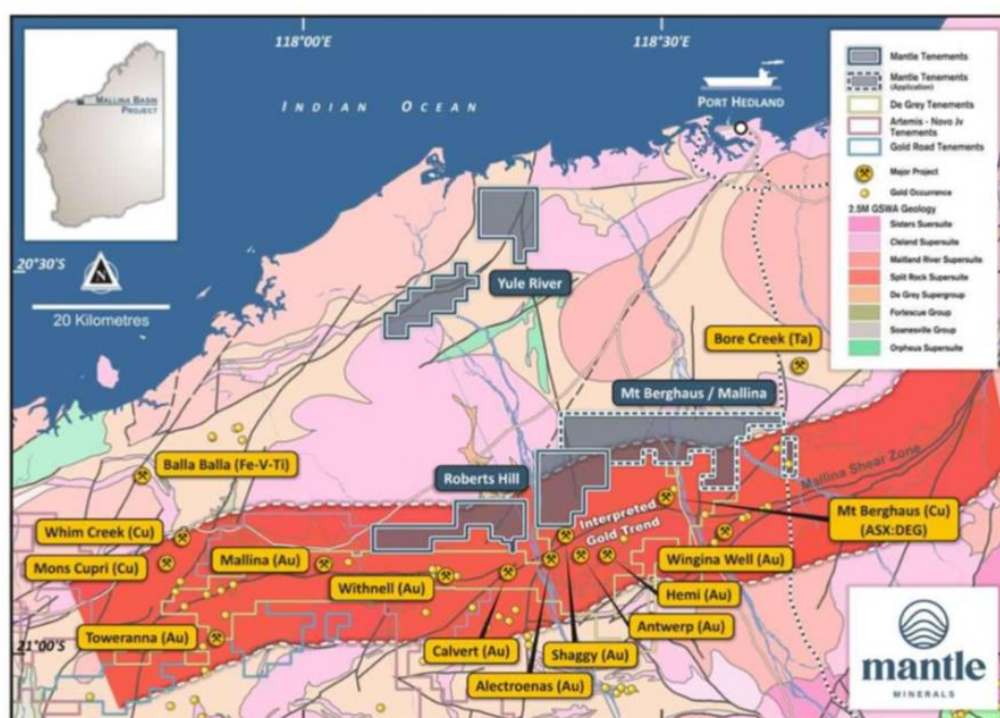 118°00'E
118°30'E
MALLINA BASIN
PROJECT
INDIAN OCEAN
PORT HEDLAND
Mantle Tenements
Mantle Tenements
(Application)
De Grey Tenements
Artemis - Novo Jv
Tenements
Gold Road Tenements
Major Project
Gold Occurrence
2.5M GSWA Geology
Sisters Suersuite
Cleland Supersuite
Maitland River Supersuite
Split Rock Supersuite
De Grey Supergroup
Fortescue Group
Soanesville Group
Orpheus Supersuite
20°30'S
N
20 Kilometres
Yule River
Bore Creek (Ta)
Mt Berghaus / Mallina
Balla Balla (Fe-V-Ti)
Roberts Hill
Mallina Shear Zone
Whim Creek (Cu)
Interpreted
Gold Trend
Mt Berghaus (Cu)
(ASX:DEG)
Mons Cupri (Cu)
Mallina (Au)
Withnell (Au)
Wingina Well (Au)
Hemi (Au)
Antwerp (Au)
Toweranna (Au)
21°00'S
Calvert (Au)
Shaggy (Au)
Alectroenas (Au)
mantle
MINERALS